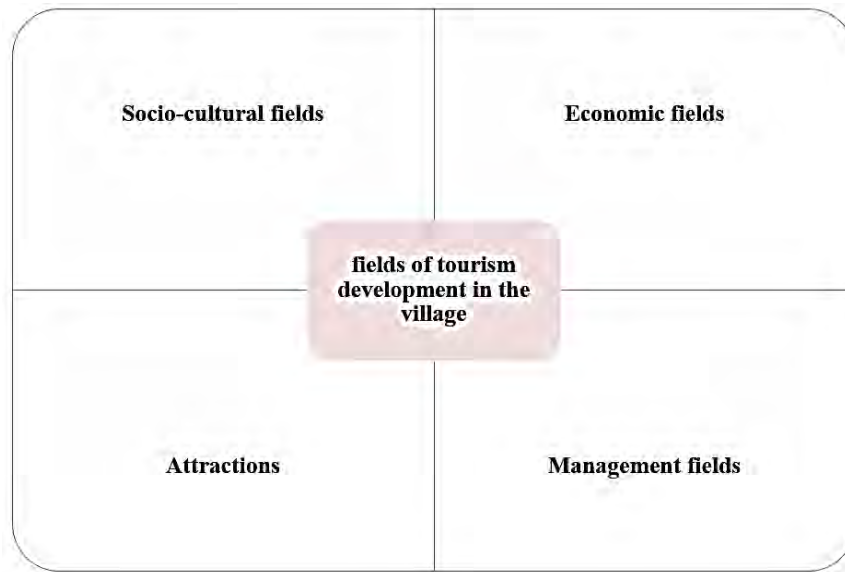 Socio-cultural fields
Economic fields
fields of tourism
development in the
village
Attractions
Management fields